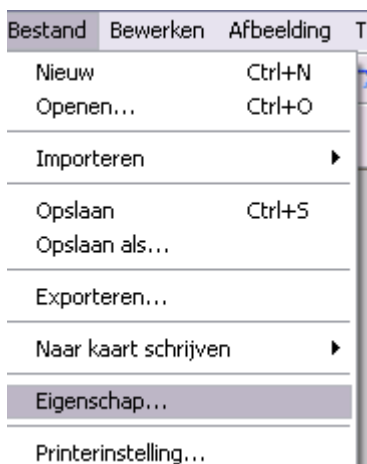 Bestand Bewerken Afbeelding T
Nieuw Ctrl+N
Openen... Ctrl+O
Importeren
Opslaan Ctrl+S
Opslaan als...
Exporteren...
Naar kaart schrijven
Eigenschap...
Printerinstelling...